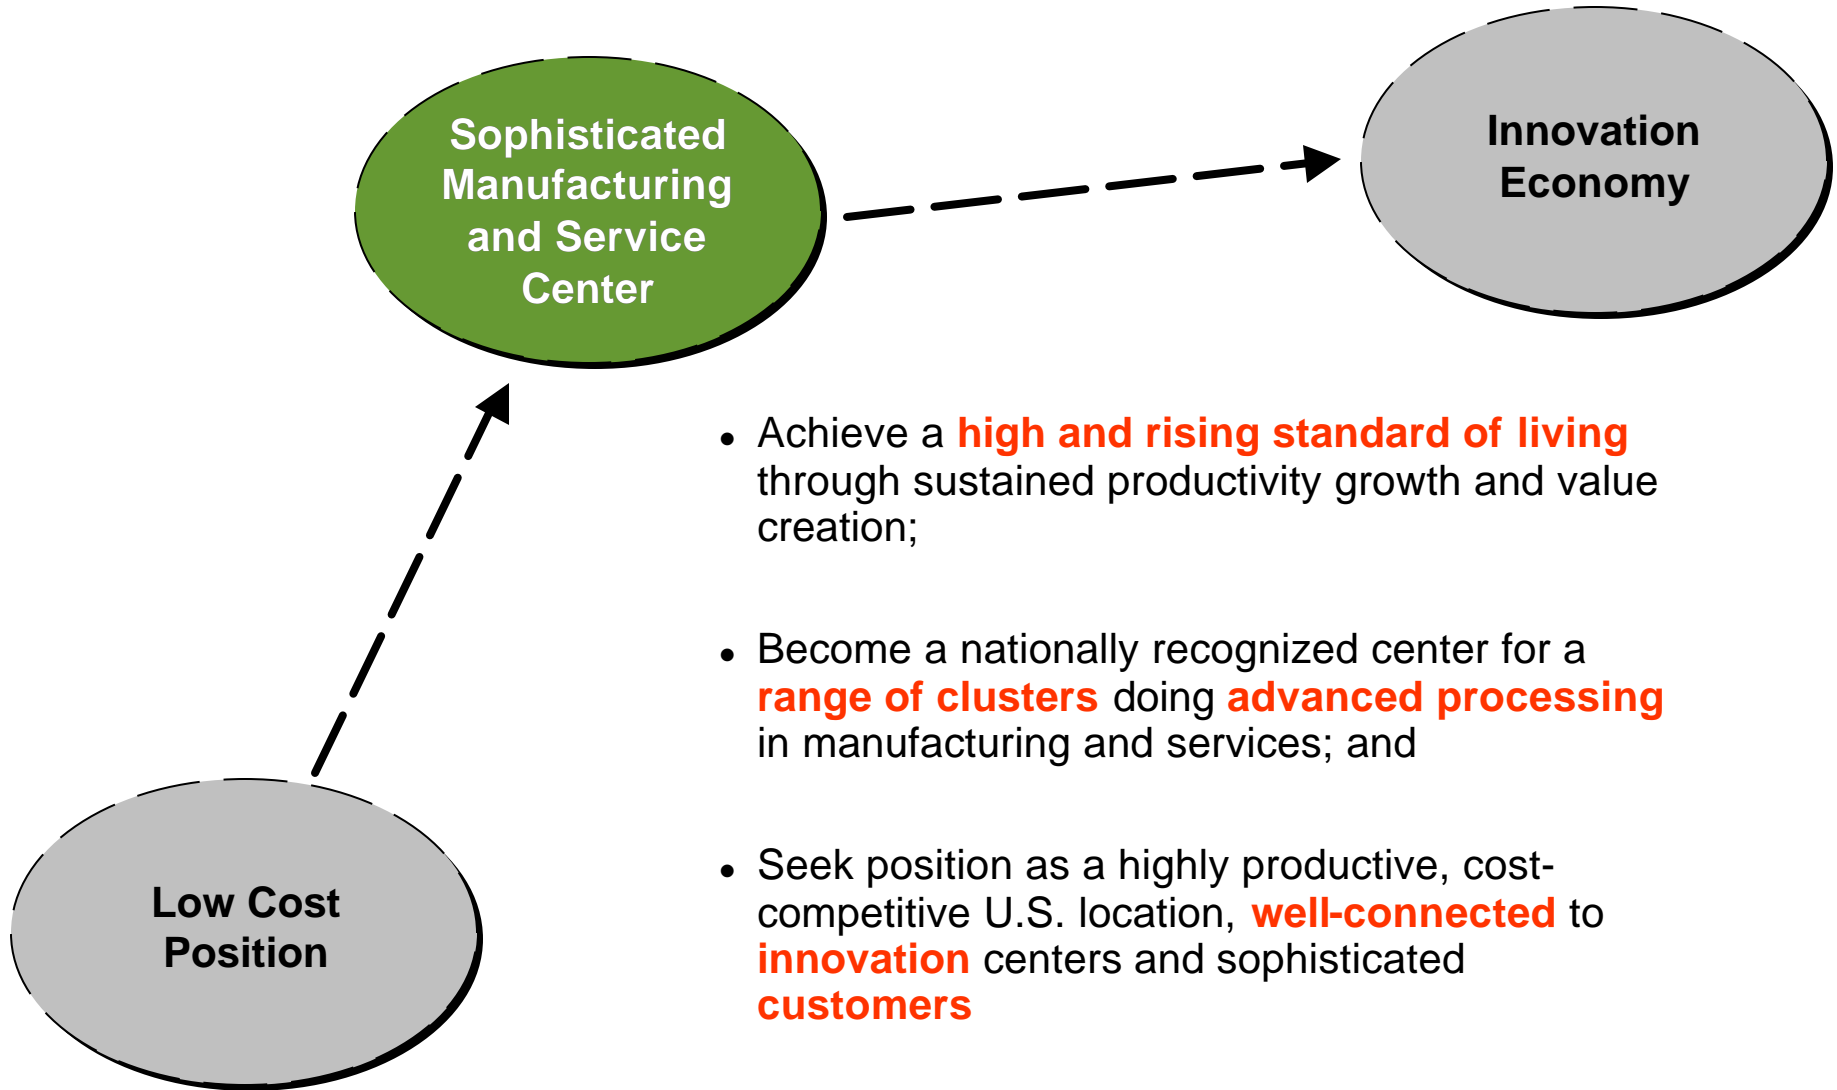 Sophisticated
Manufacturing
and Service
Center
Innovation
Economy
● Achieve a high and rising standard of living
through sustained productivity growth and value
creation;
● Become a nationally recognized center for a
range of clusters doing advanced processing
in manufacturing and services; and
● Seek position as a highly productive, cost-
competitive U.S. location, well-connected to
innovation centers and sophisticated
customers
Low Cost
Position